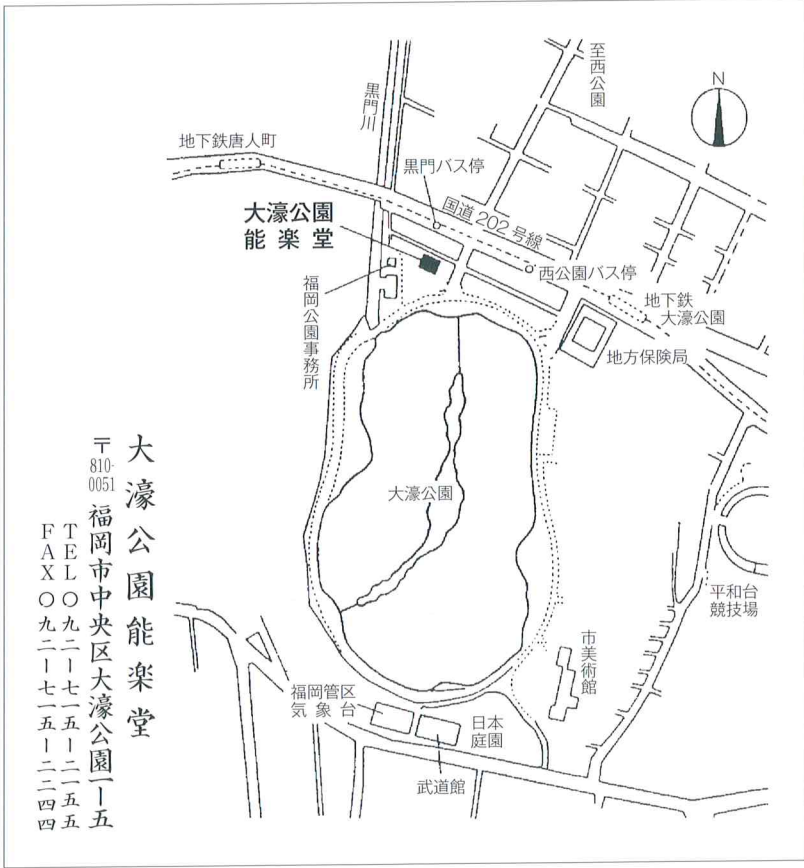 至西公園
N
黒門川
地下鉄唐人町
黒門バス停
国道202号線
大濠公園
能楽堂
西公園バス停
地下鉄
大濠公園
福岡公園事務所
地方保険局
大濠公園
平和台
競技場
市美術館
福岡管区
気象台
日本
庭園
武道館
大濠公園能楽堂
〒810-0051 福岡市中央区大濠公園一ー五
TEL〇九二ー七一五ー二一五五
FAX〇九二ー七一五ー二二四四